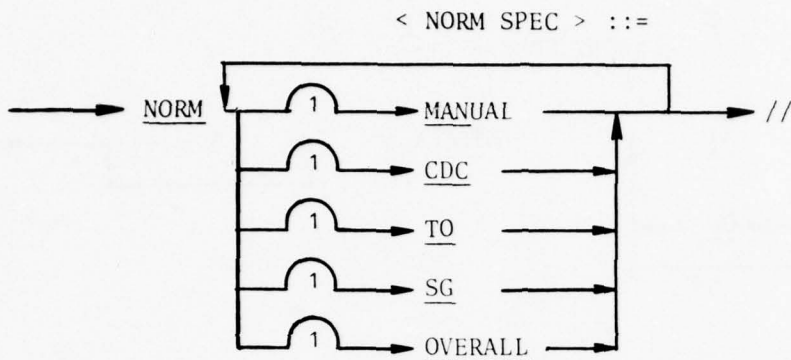 < NORM SPEC > ::=
NORM 1 MANUAL //
1 CDC
1 TO
1 SG
1 OVERALL